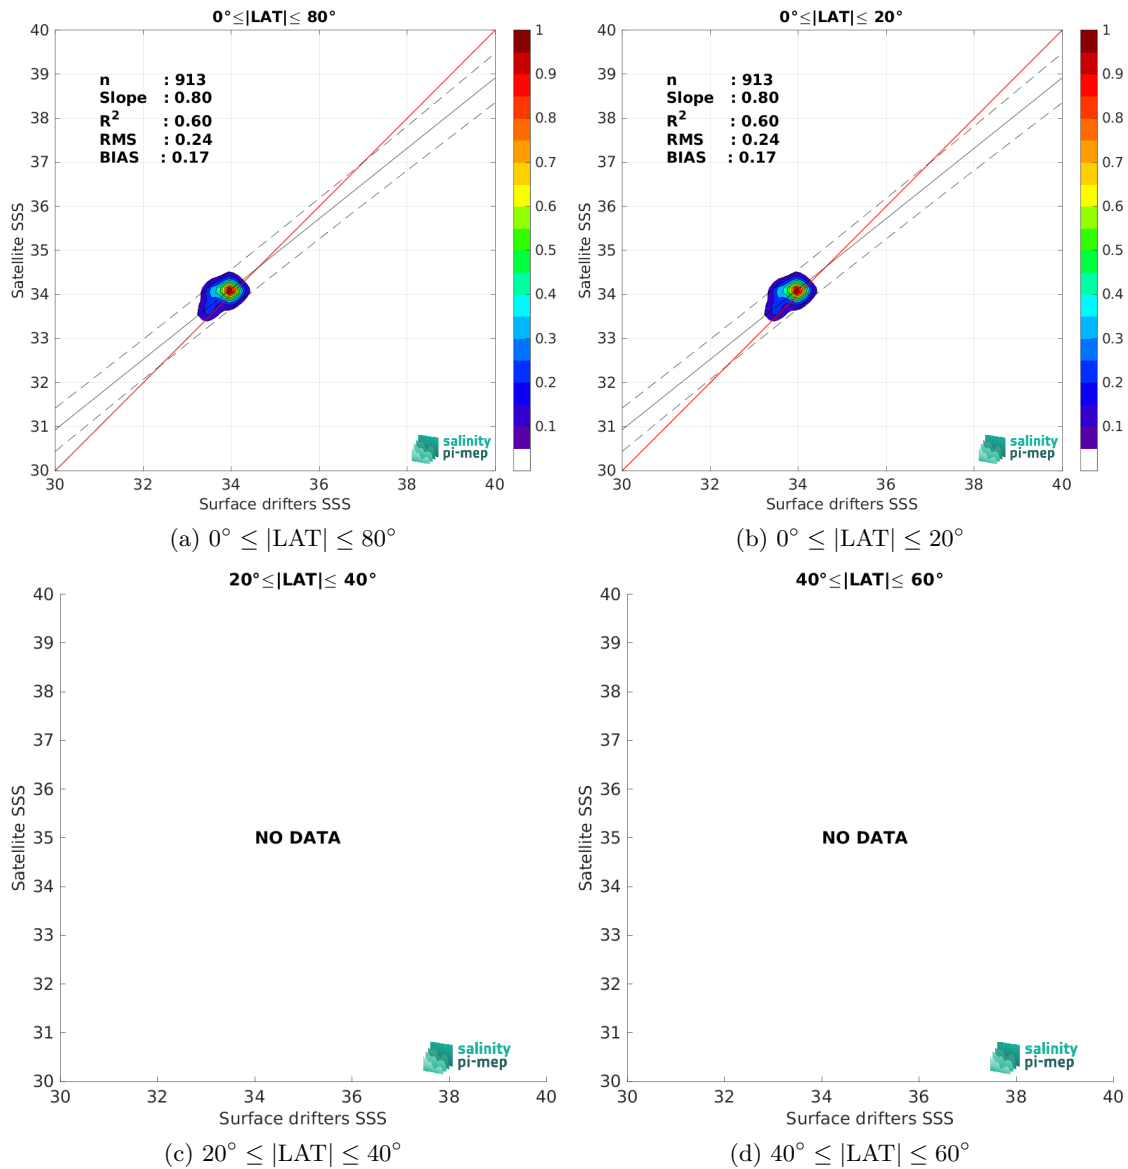 0°≤|LAT|≤ 80°
40
39
38
37
36
35
34
33
32
31
30
Satellite SSS
n : 913
Slope : 0.80
R² : 0.60
RMS : 0.24
BIAS : 0.17
salinity
pi-mep
30 32 34 36 38 40
Surface drifters SSS
1
0.9
0.8
0.7
0.6
0.5
0.4
0.3
0.2
0.1
(a) 0° ≤ |LAT| ≤ 80°
0°≤|LAT|≤ 20°
40
39
38
37
36
35
34
33
32
31
30
Satellite SSS
n : 913
Slope : 0.80
R² : 0.60
RMS : 0.24
BIAS : 0.17
salinity
pi-mep
30 32 34 36 38 40
Surface drifters SSS
1
0.9
0.8
0.7
0.6
0.5
0.4
0.3
0.2
0.1
(b) 0° ≤ |LAT| ≤ 20°
20°≤|LAT|≤ 40°
40
39
38
37
36
35
34
33
32
31
30
Satellite SSS
NO DATA
salinity
pi-mep
30 32 34 36 38 40
Surface drifters SSS
(c) 20° ≤ |LAT| ≤ 40°
40°≤|LAT|≤ 60°
40
39
38
37
36
35
34
33
32
31
30
Satellite SSS
NO DATA
salinity
pi-mep
30 32 34 36 38 40
Surface drifters SSS
(d) 40° ≤ |LAT| ≤ 60°